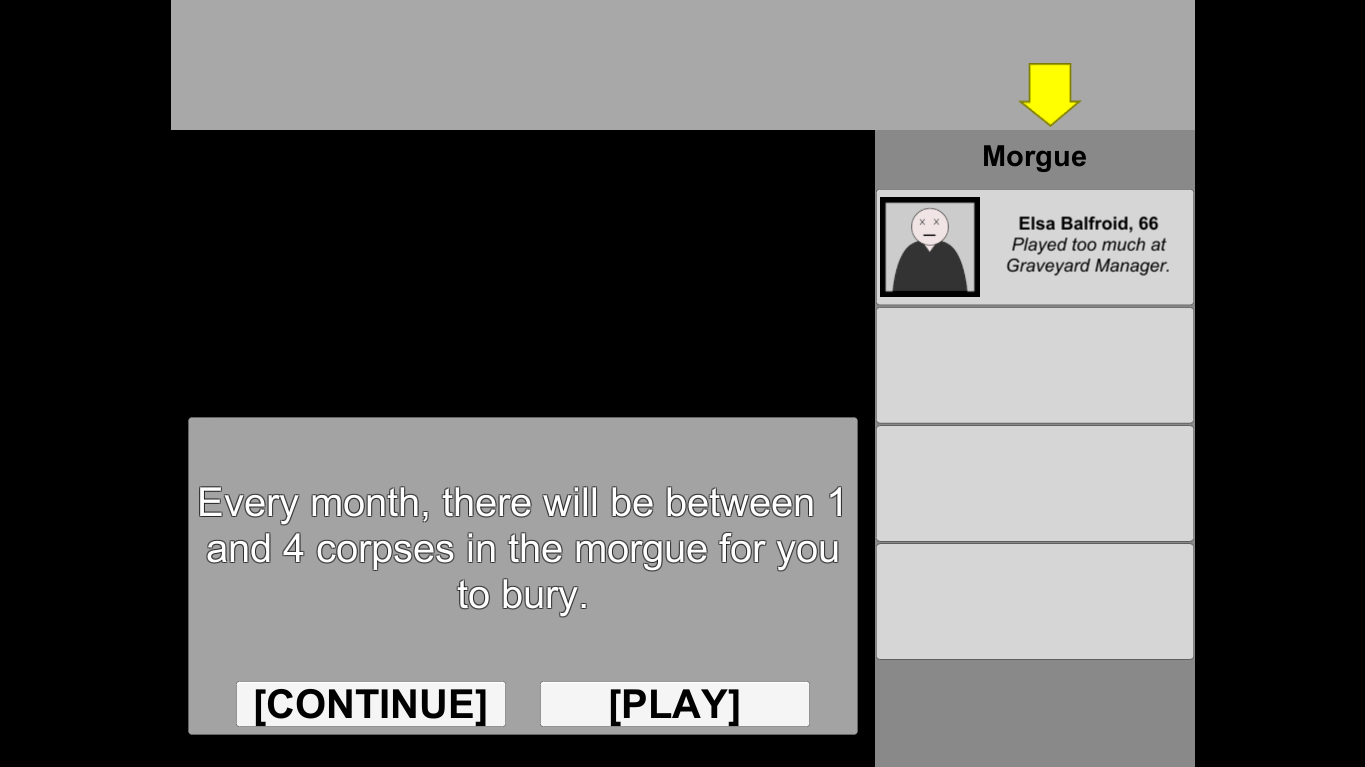 Morgue
Elsa Balfroid, 66
Played too much at
Graveyard Manager.
Every month, there will be between 1
and 4 corpses in the morgue for you
to bury.
[CONTINUE]
[PLAY]